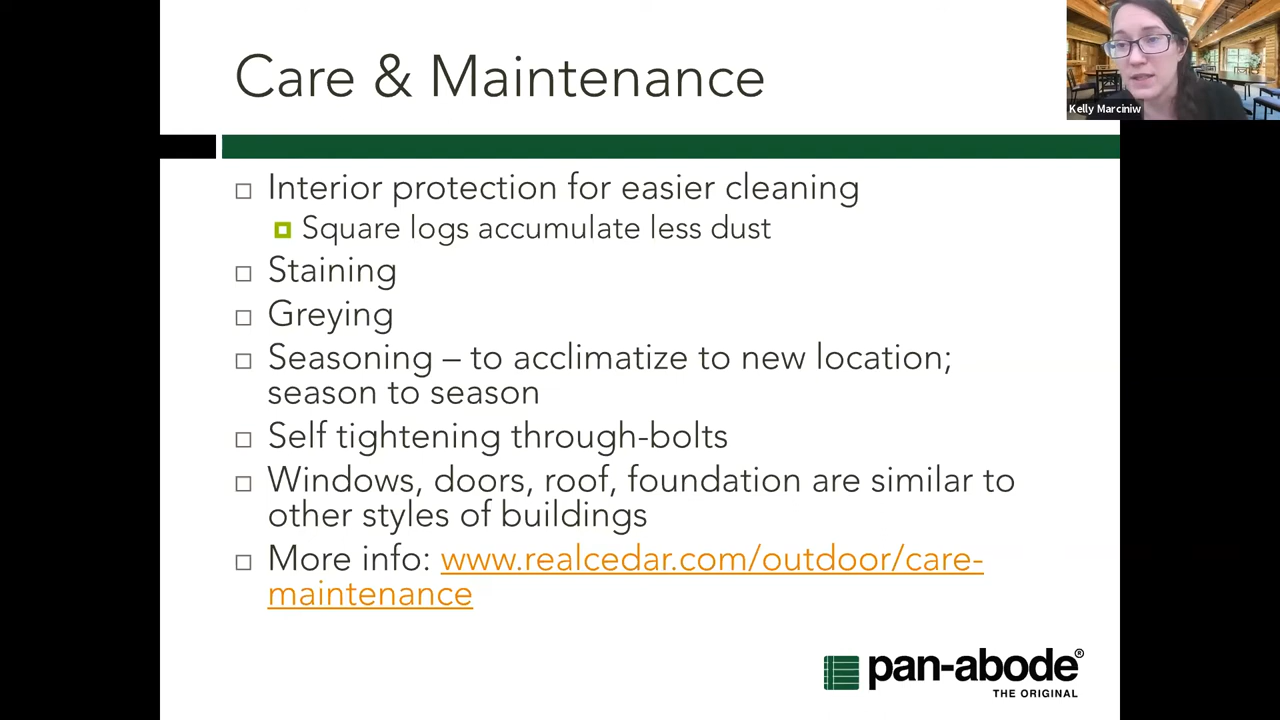 Care & Maintenance
Kelly Marciniw
Interior protection for easier cleaning
Square logs accumulate less dust
Staining
Greying
Seasoning – to acclimatize to new location;
season to season
Self tightening through-bolts
Windows, doors, roof, foundation are similar to
other styles of buildings
More info: www.realcedar.com/outdoor/care-
maintenance
pan-abode®
THE ORIGINAL